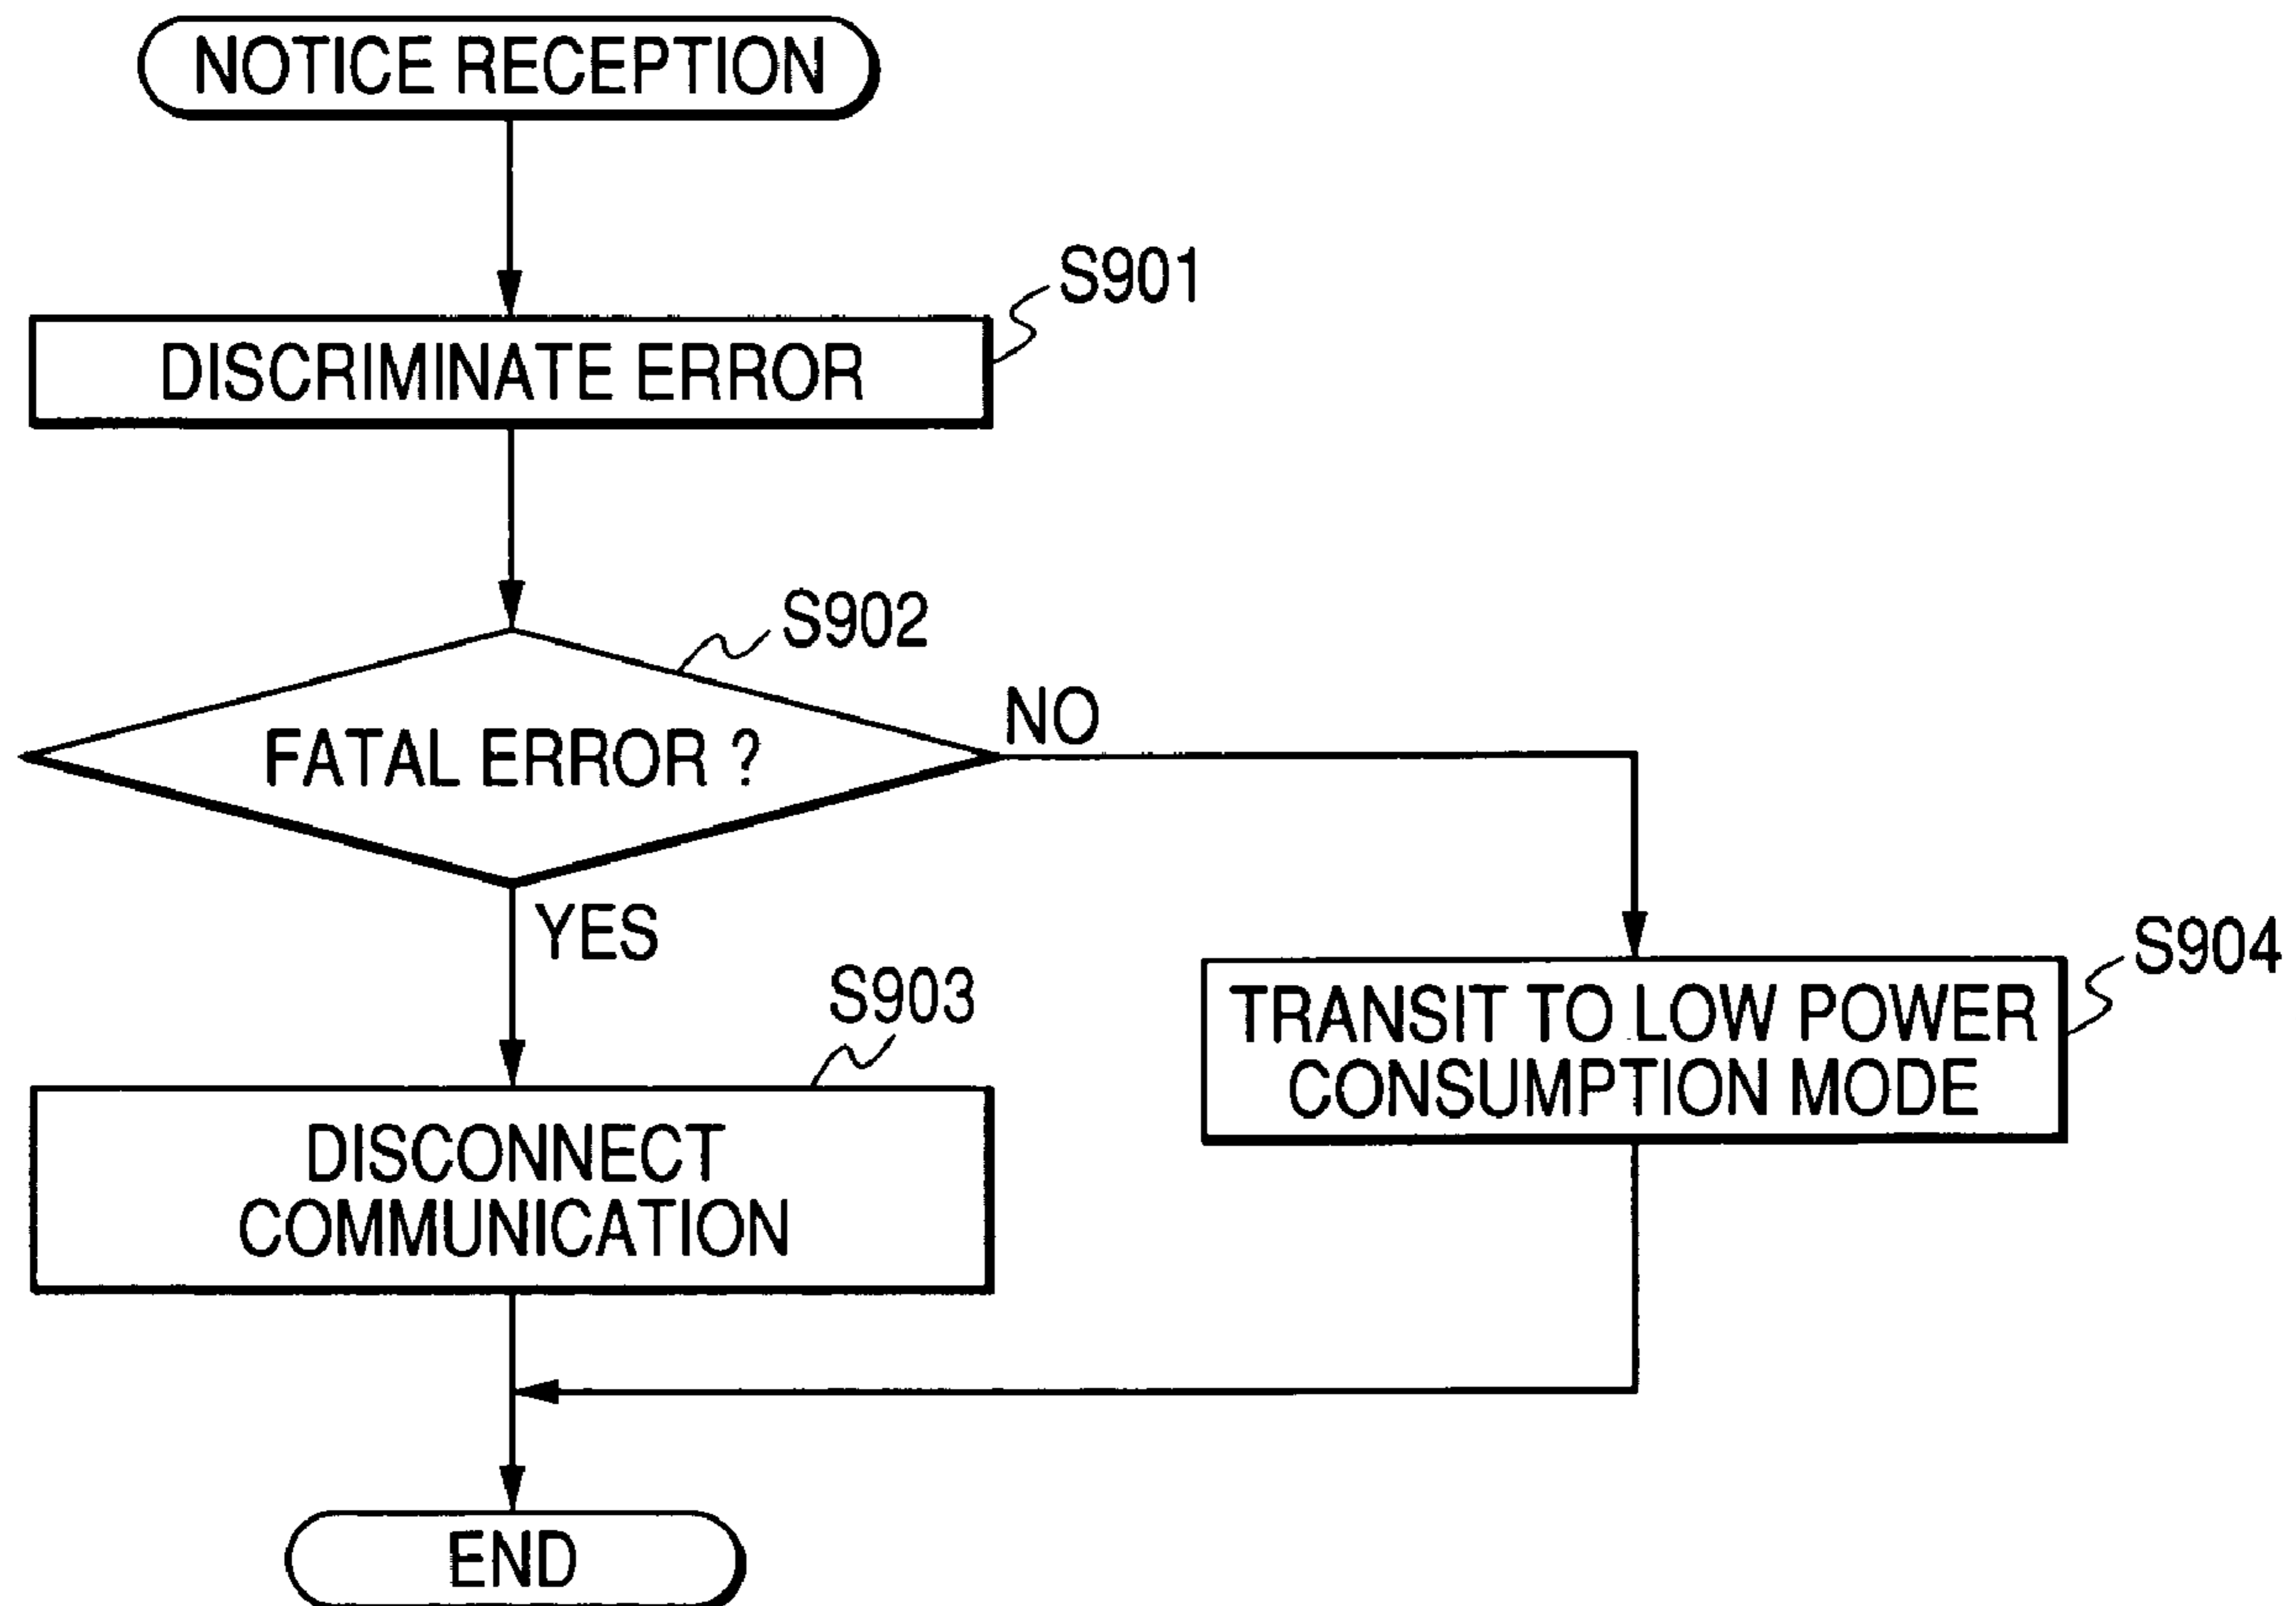 NOTICE RECEPTION
S901
DISCRIMINATE ERROR
S902
FATAL ERROR ?
NO
YES
S903
DISCONNECT
COMMUNICATION
S904
TRANSIT TO LOW POWER
CONSUMPTION MODE
END